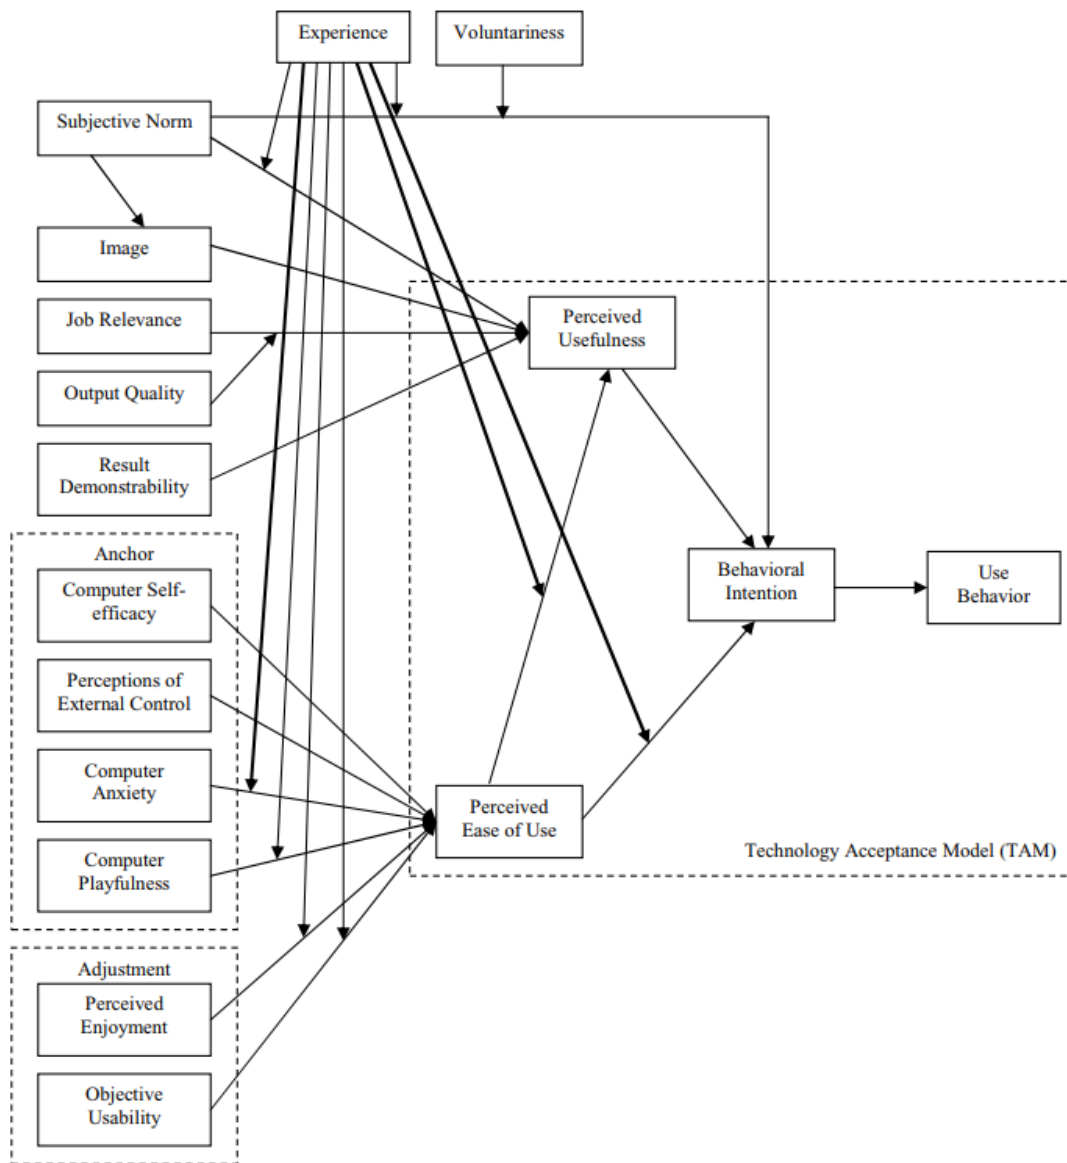 Experience
Voluntariness
Subjective Norm
Image
Job Relevance
Output Quality
Result
Demonstrability
Anchor
Computer Self-
efficacy
Perceptions of
External Control
Computer
Anxiety
Computer
Playfulness
Adjustment
Perceived
Enjoyment
Objective
Usability
Perceived
Usefulness
Perceived
Ease of Use
Behavioral
Intention
Use
Behavior
Technology Acceptance Model (TAM)